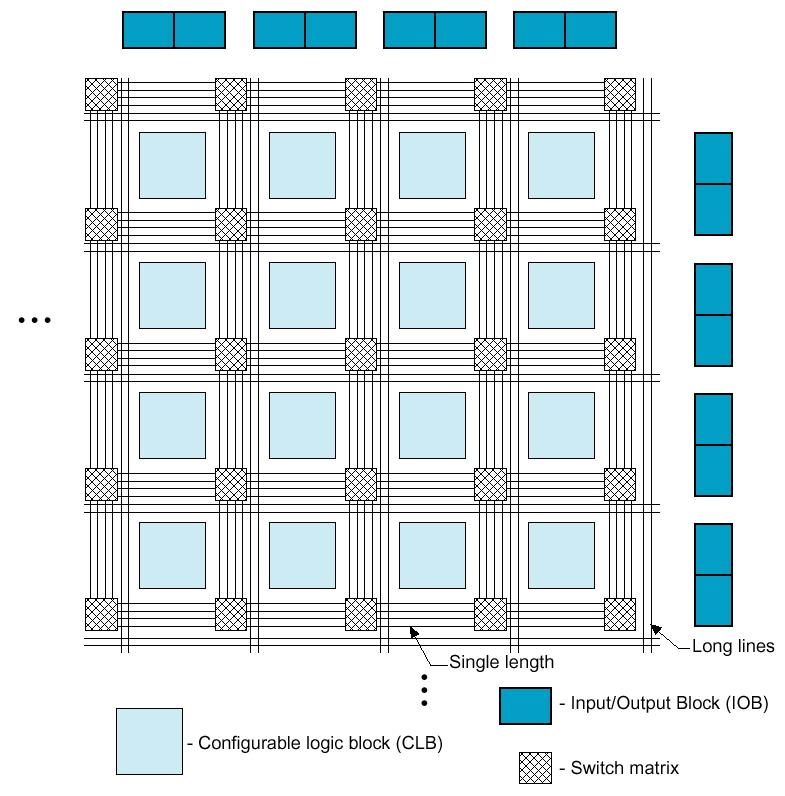 Long lines
Single length
- Input/Output Block (IOB)
- Configurable logic block (CLB)
- Switch matrix